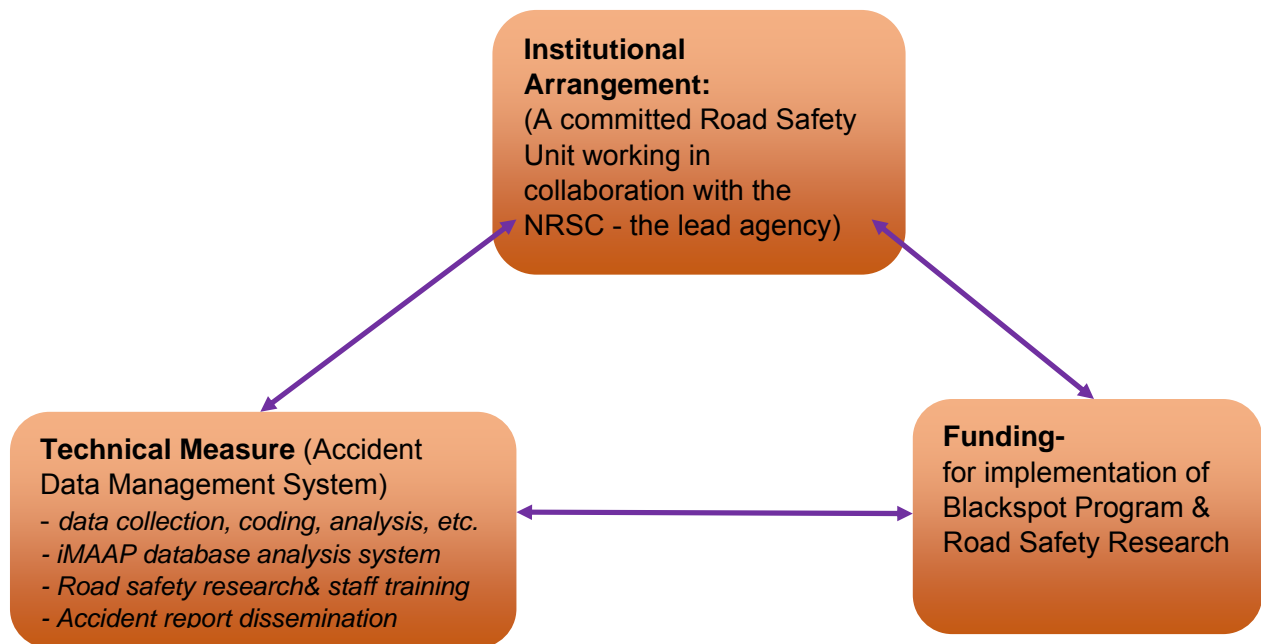 Institutional
Arrangement:
(A committed Road Safety
Unit working in
collaboration with the
NRSC - the lead agency)
Technical Measure (Accident
Data Management System)
- data collection, coding, analysis, etc.
- iMAAP database analysis system
- Road safety research& staff training
- Accident report dissemination
Funding-
for implementation of
Blackspot Program &
Road Safety Research